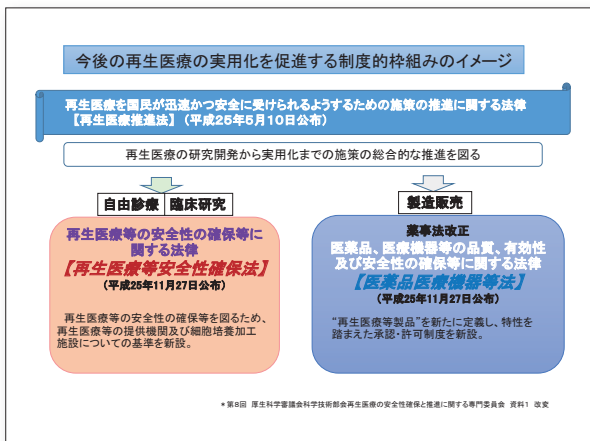 今後の再生医療の実用化を促進する制度的枠組みのイメージ
再生医療を国民が迅速かつ安全に受けられるようするための施策の推進に関する法律
【再生医療推進法】（平成25年5月10日公布）
再生医療の研究開発から実用化までの施策の総合的な推進を図る
自由診療 臨床研究
再生医療等の安全性の確保等に
関する法律
【再生医療等安全性確保法】
（平成25年11月27日公布）
再生医療等の安全性の確保等を図るため、
再生医療等の提供機関及び細胞培養加工
施設についての基準を新設。
製造販売
薬事法改正
医薬品、医療機器等の品質、有効性
及び安全性の確保等に関する法律
【医薬品医療機器等法】
（平成25年11月27日公布）
“再生医療等製品”を新たに定義し、特性を
踏まえた承認・許可制度を新設。
＊第8回 厚生科学審議会科学技術部会再生医療の安全性確保と推進に関する専門委員会 資料1 改変